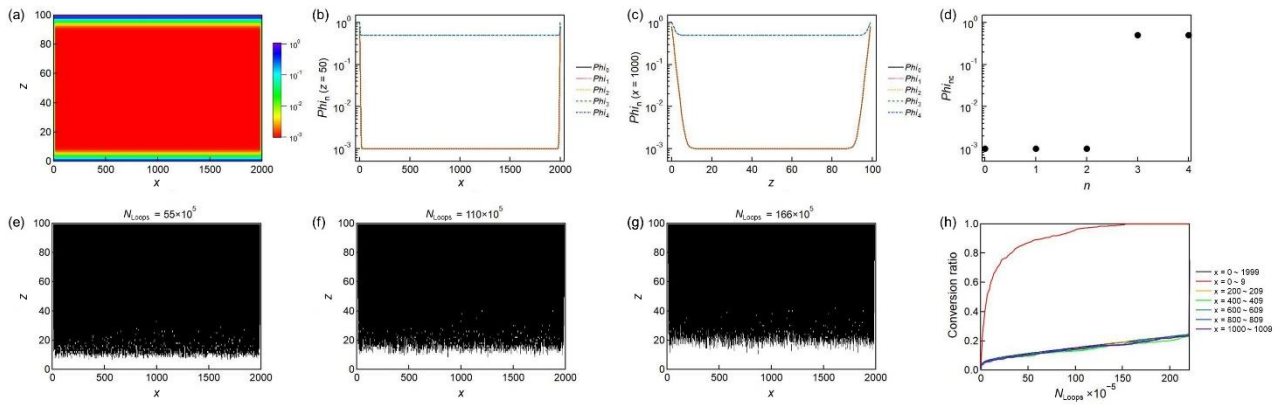 (a)
100
80
60
40
20
0
z
0 500 1000 1500 2000
x
10^0
10^-1
10^-2
10^-3
(b)
10^0
10^-1
10^-2
10^-3
Phi_n (z = 50)
0 500 1000 1500 2000
x
Phi_0
Phi_1
Phi_2
Phi_3
Phi_4
(c)
10^0
10^-1
10^-2
10^-3
Phi_n (x = 1000)
0 20 40 60 80 100
z
Phi_0
Phi_1
Phi_2
Phi_3
Phi_4
(d)
10^0
10^-1
10^-2
10^-3
Phi_nc
0 1 2 3 4
n
(e)
N_Loops = 55×10^5
100
80
60
40
20
0
z
0 500 1000 1500 2000
x
(f)
N_Loops = 110×10^5
100
80
60
40
20
0
z
0 500 1000 1500 2000
x
(g)
N_Loops = 166×10^5
100
80
60
40
20
0
z
0 500 1000 1500 2000
x
(h)
1.0
0.8
0.6
0.4
0.2
0.0
Conversion ratio
0 50 100 150 200
N_Loops ×10^-5
x = 0 ~ 1999
x = 0 ~ 9
x = 200 ~ 209
x = 400 ~ 409
x = 600 ~ 609
x = 800 ~ 809
x = 1000 ~ 1009